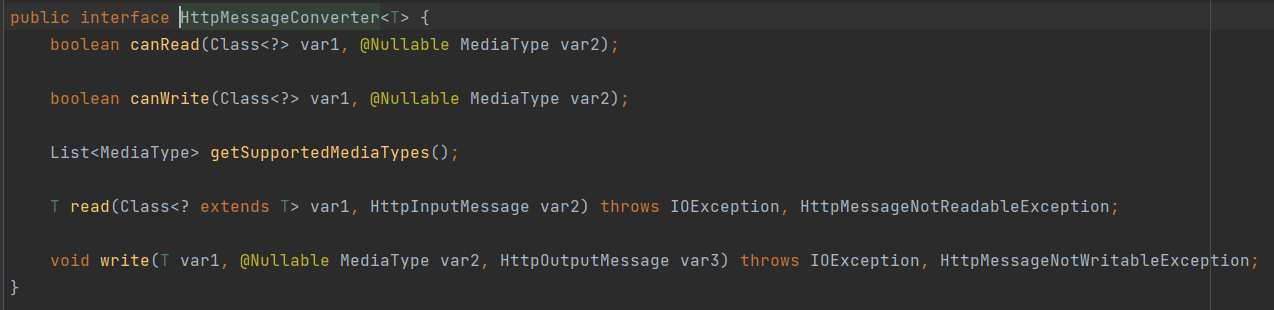 public interface HttpMessageConverter<T> {
boolean canRead(Class<?> var1, @Nullable MediaType var2);
boolean canWrite(Class<?> var1, @Nullable MediaType var2);
List<MediaType> getSupportedMediaTypes();
T read(Class<? extends T> var1, HttpInputMessage var2) throws IOException, HttpMessageNotReadableException;
void write(T var1, @Nullable MediaType var2, HttpOutputMessage var3) throws IOException, HttpMessageNotWritableException;
}